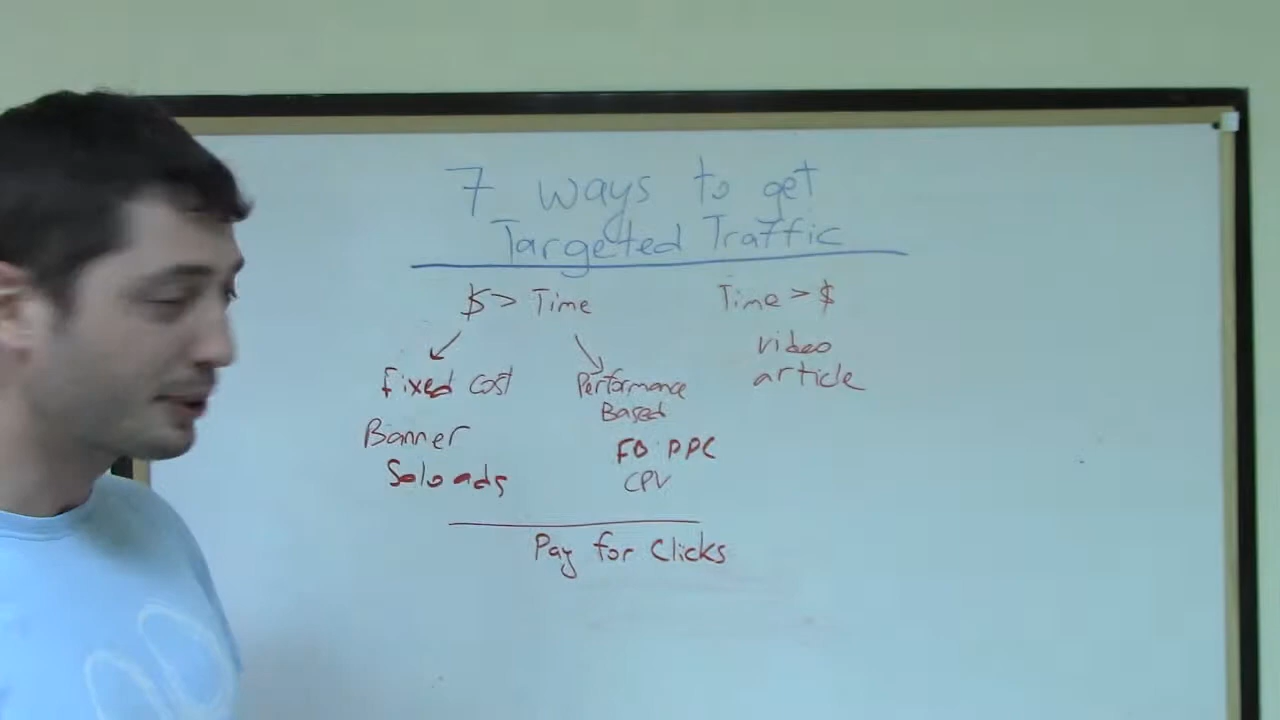 7 ways to get
Targeted Traffic
$ > Time
Time > $
Fixed Cost
Performance
Based
video
article
Banner
Solo ads
FB PPC
CPV
Pay for Clicks